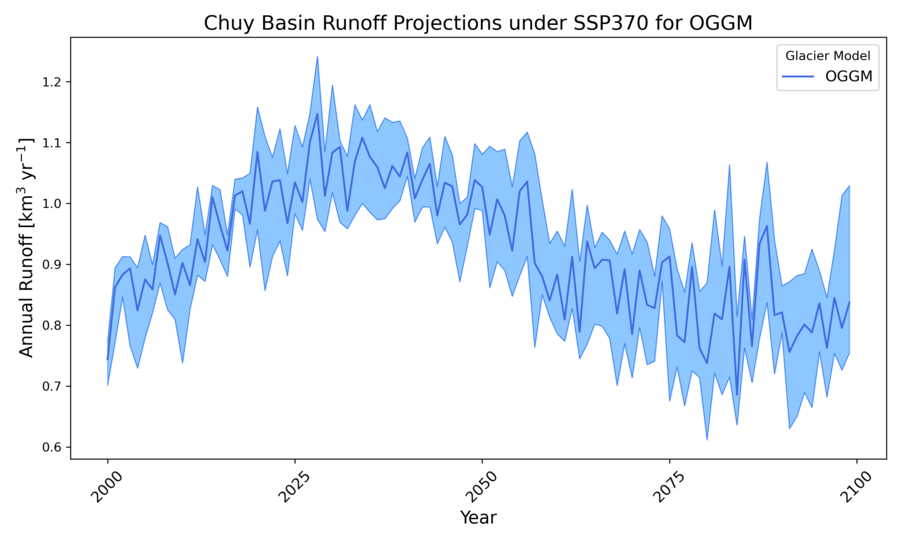 Chuy Basin Runoff Projections under SSP370 for OGGM
Glacier Model
OGGM
Annual Runoff [km³ yr⁻¹]
1.2
1.1
1.0
0.9
0.8
0.7
0.6
2000
2025
2050
2075
2100
Year